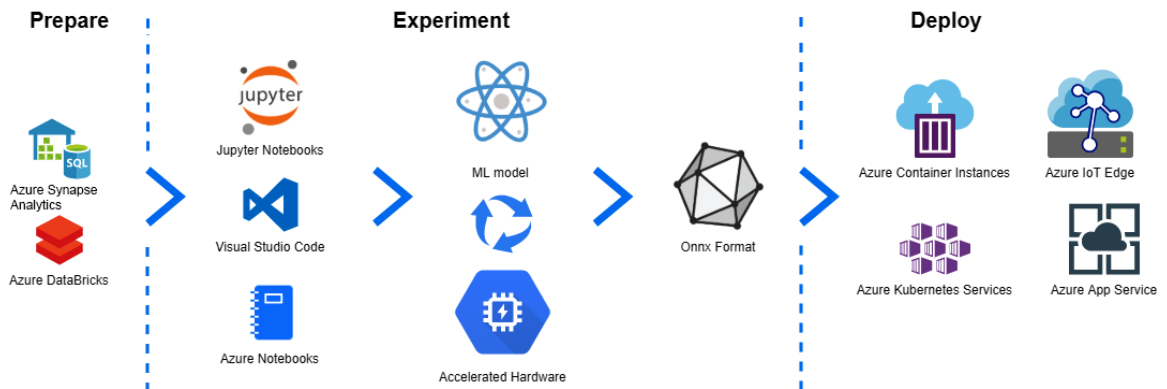 Prepare
Experiment
Deploy
Azure Synapse
Analytics
SQL
Azure DataBricks
jupyter
Jupyter Notebooks
Visual Studio Code
Azure Notebooks
ML model
Accelerated Hardware
Onnx Format
Azure Container Instances
Azure IoT Edge
Azure Kubernetes Services
Azure App Service